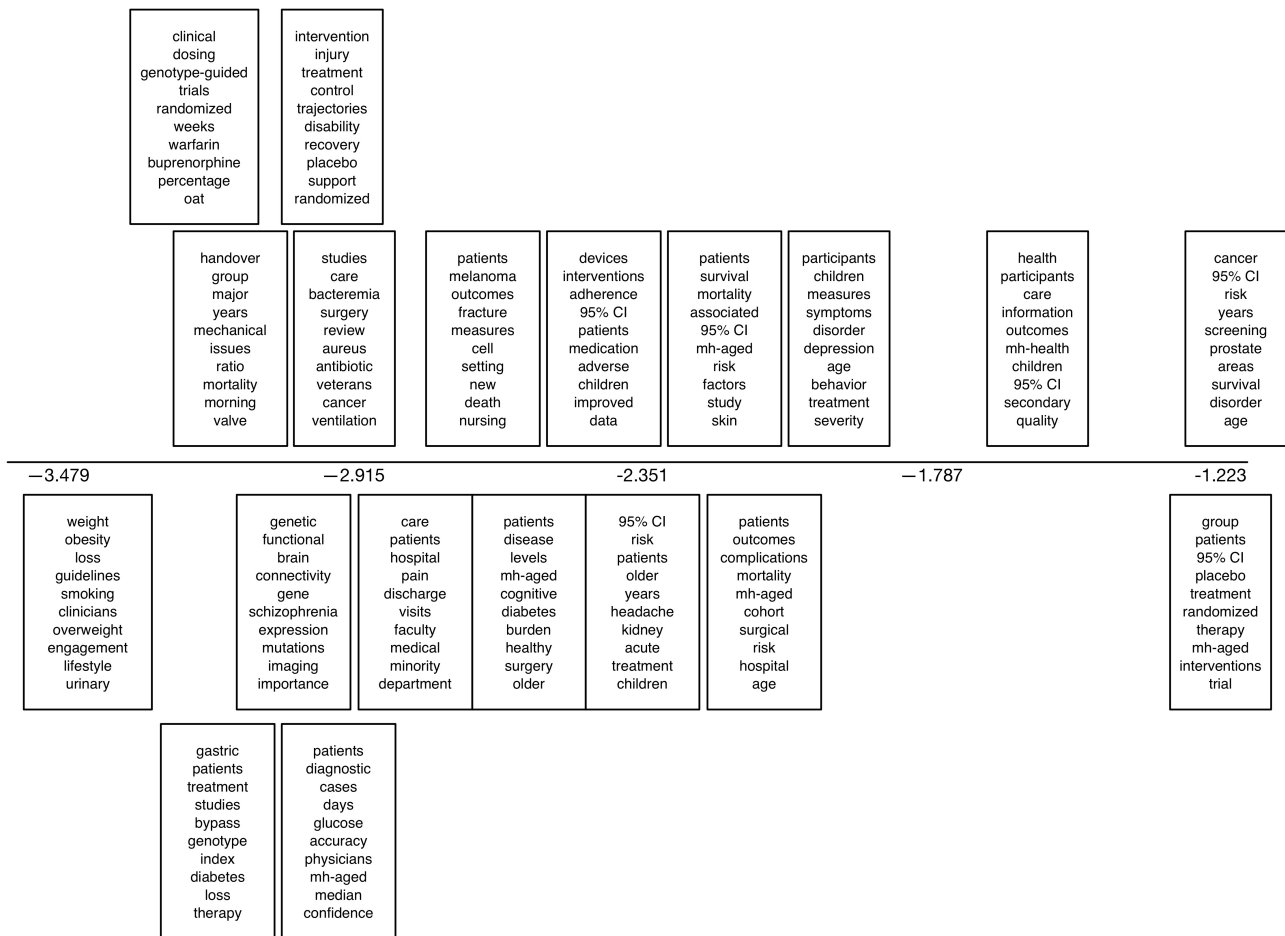 clinical
dosing
genotype-guided
trials
randomized
weeks
warfarin
buprenorphine
percentage
oat
intervention
injury
treatment
control
trajectories
disability
recovery
placebo
support
randomized
handover
group
major
years
mechanical
issues
ratio
mortality
morning
valve
studies
care
bacteremia
surgery
review
aureus
antibiotic
veterans
cancer
ventilation
patients
melanoma
outcomes
fracture
measures
cell
setting
new
death
nursing
devices
interventions
adherence
95% CI
patients
medication
adverse
children
improved
data
patients
survival
mortality
associated
95% CI
mh-aged
risk
factors
study
skin
participants
children
measures
symptoms
disorder
depression
age
behavior
treatment
severity
health
participants
care
information
outcomes
mh-health
children
95% CI
secondary
quality
cancer
95% CI
risk
years
screening
prostate
areas
survival
disorder
age
−3.479 −2.915 -2.351 −1.787 -1.223
weight
obesity
loss
guidelines
smoking
clinicians
overweight
engagement
lifestyle
urinary
genetic
functional
brain
connectivity
gene
schizophrenia
expression
mutations
imaging
importance
care
patients
hospital
pain
discharge
visits
faculty
medical
minority
department
patients
disease
levels
mh-aged
cognitive
diabetes
burden
healthy
surgery
older
95% CI
risk
patients
older
years
headache
kidney
acute
treatment
children
patients
outcomes
complications
mortality
mh-aged
cohort
surgical
risk
hospital
age
group
patients
95% CI
placebo
treatment
randomized
therapy
mh-aged
interventions
trial
gastric
patients
treatment
studies
bypass
genotype
index
diabetes
loss
therapy
patients
diagnostic
cases
days
glucose
accuracy
physicians
mh-aged
median
confidence